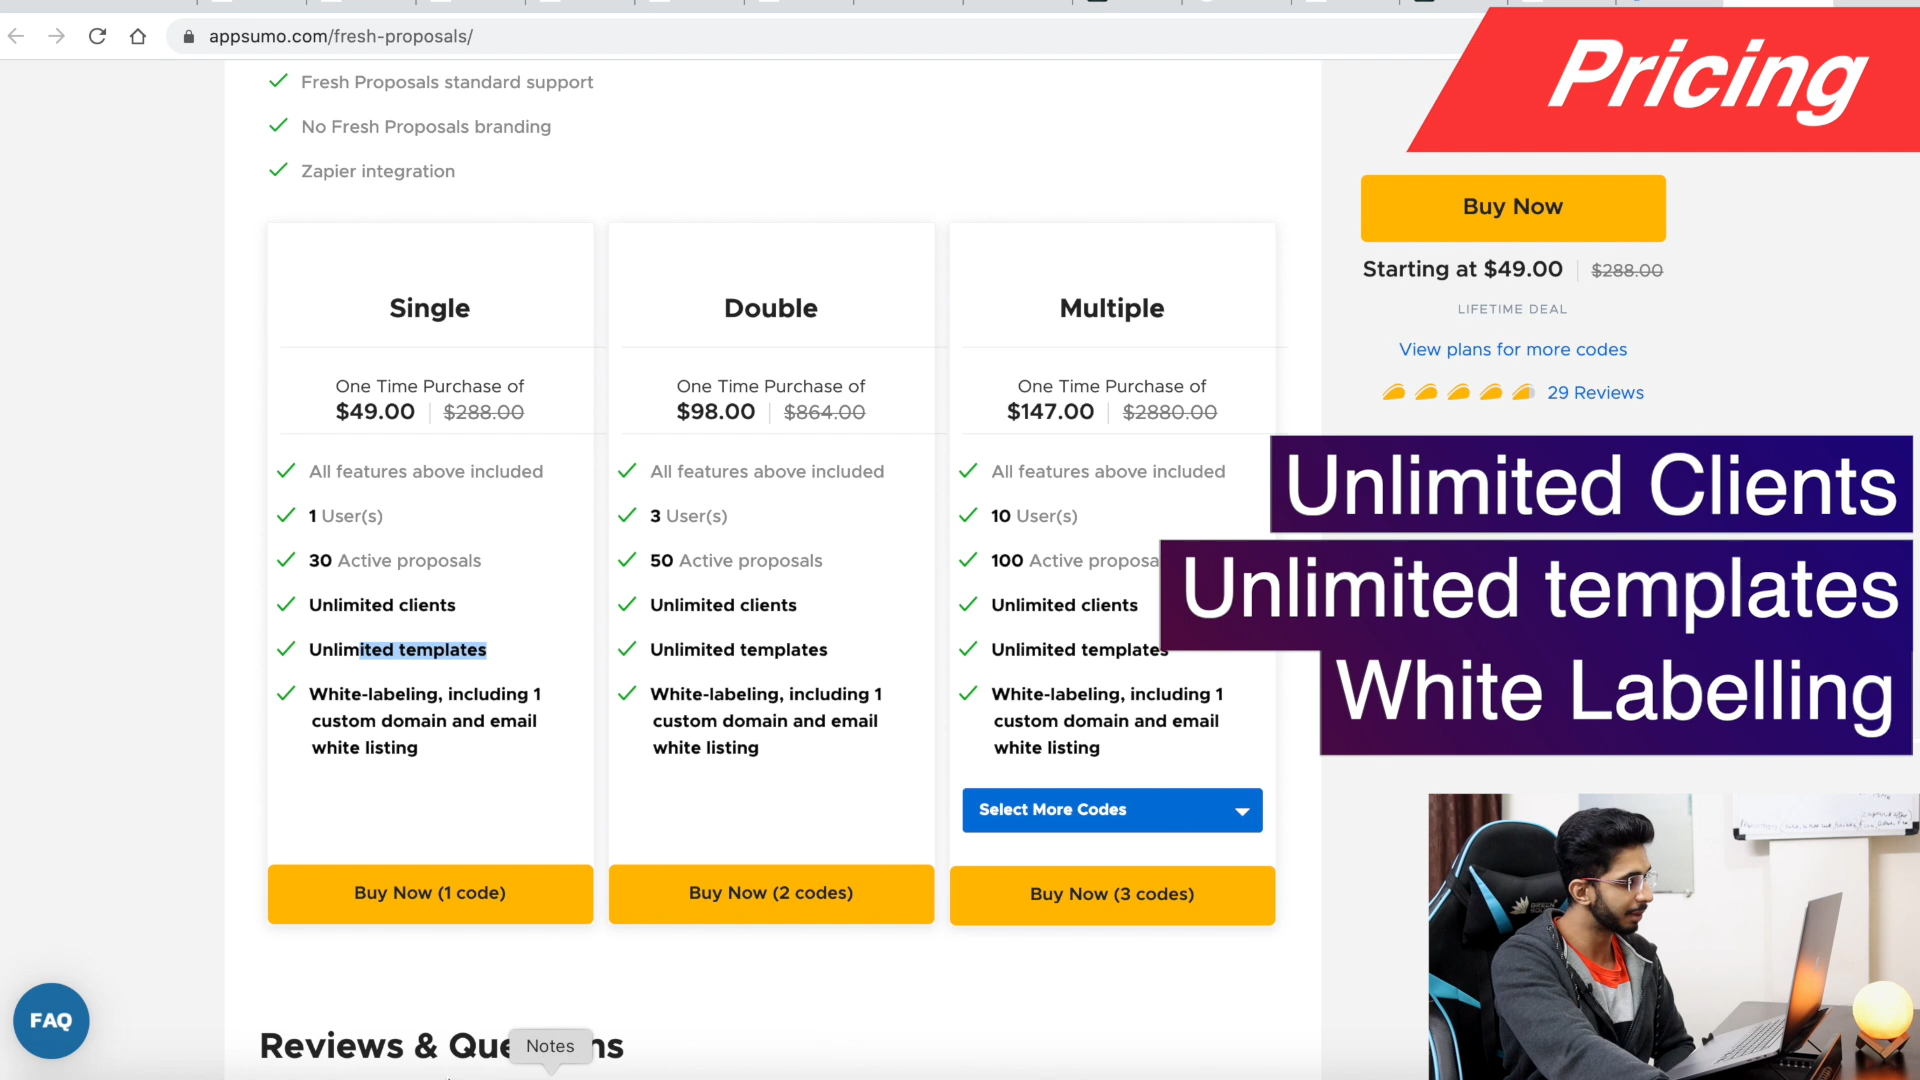 appsumo.com/fresh-proposals/
Pricing
Fresh Proposals standard support
No Fresh Proposals branding
Zapier integration
Buy Now
Starting at $49.00 $288.00
LIFETIME DEAL
View plans for more codes
29 Reviews
Single
One Time Purchase of
$49.00 $288.00
All features above included
1 User(s)
30 Active proposals
Unlimited clients
Unlimited templates
White-labeling, including 1
custom domain and email
white listing
Buy Now (1 code)
Double
One Time Purchase of
$98.00 $864.00
All features above included
3 User(s)
50 Active proposals
Unlimited clients
Unlimited templates
White-labeling, including 1
custom domain and email
white listing
Buy Now (2 codes)
Multiple
One Time Purchase of
$147.00 $2880.00
All features above included
10 User(s)
100 Active proposa
Unlimited clients
Unlimited templates
White-labeling, including 1
custom domain and email
white listing
Select More Codes
Buy Now (3 codes)
Unlimited Clients
Unlimited templates
White Labelling
FAQ
Reviews & Que ns
Notes